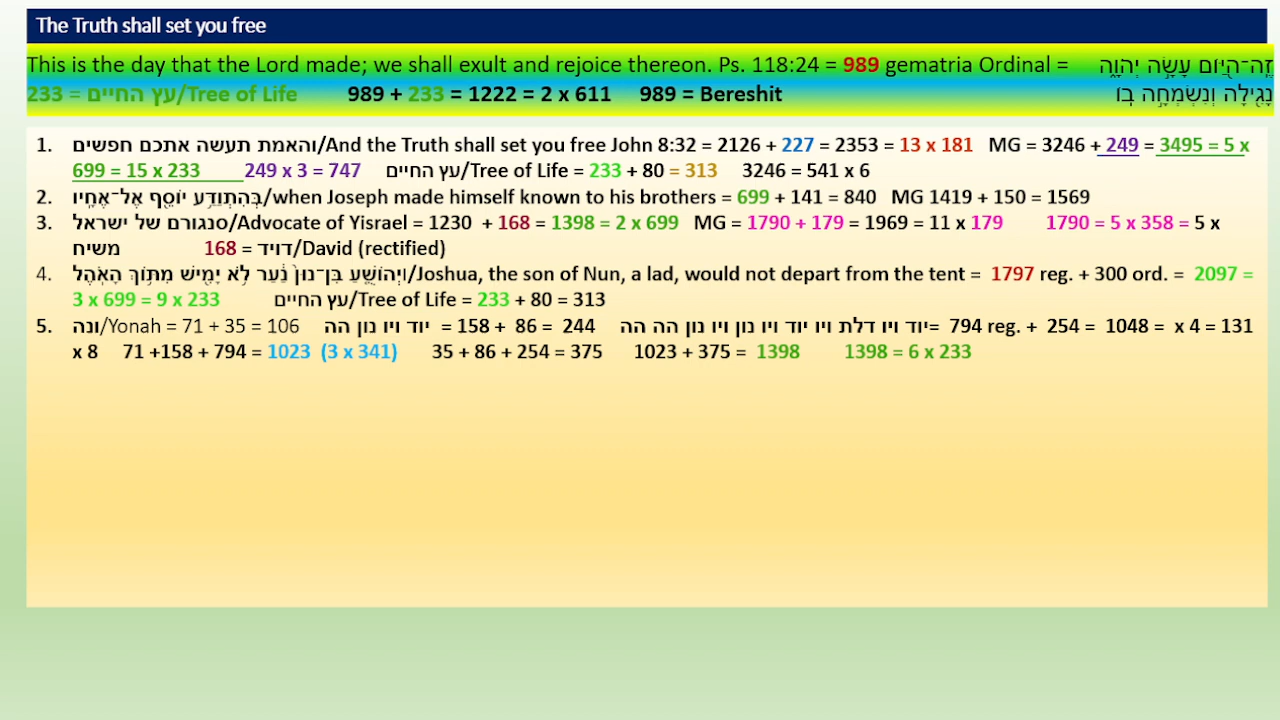 The Truth shall set you free
This is the day that the Lord made; we shall exult and rejoice thereon. Ps. 118:24 = 989 gematria Ordinal = זֶה־הַ֭יּוֹם עָשָׂ֣ה יְהוָ֑ה
233 = עץ החיים/Tree of Life 989 + 233 = 1222 = 2 x 611 989 = Bereshit נָגִ֖ילָה וְנִשְׂמְחָ֣ה בֽוֹ
1. והאמת תעשה אתכם חפשים/And the Truth shall set you free John 8:32 = 2126 + 227 = 2353 = 13 x 181 MG = 3246 + 249 = 3495 = 5 x
699 = 15 x 233 249 x 3 = 747 עץ החיים/Tree of Life = 233 + 80 = 313 3246 = 541 x 6
2. בְּהִתְוַדַּ֥ע יוֹסֵ֖ף אֶל־אֶחָֽיו/when Joseph made himself known to his brothers = 699 + 141 = 840 MG 1419 + 150 = 1569
3. סנגורם של ישראל/Advocate of Yisrael = 1230 + 168 = 1398 = 2 x 699 MG = 1790 + 179 = 1969 = 11 x 179 1790 = 5 x 358 = 5 x
משיח 168 = דויד/David (rectified)
4. וִיהוֹשֻׁ֤עַ בִּן־נוּן֙ נַ֔עַר לֹ֥א יָמִ֖ישׁ מִתּ֥וֹךְ הָאֹֽהֶל/Joshua, the son of Nun, a lad, would not depart from the tent = 1797 reg. + 300 ord. = 2097 =
3 x 699 = 9 x 233 עץ החיים/Tree of Life = 233 + 80 = 313
5. ונה/Yonah = 71 + 35 = 106 יוד ויו נון הה = 158 + 86 = 244 יוד ויו דלת ויו יוד ויו נון ויו נון הה הה= 794 reg. + 254 = 1048 = x 4 = 131
x 8 71 +158 + 794 = 1023 (3 x 341) 35 + 86 + 254 = 375 1023 + 375 = 1398 1398 = 6 x 233